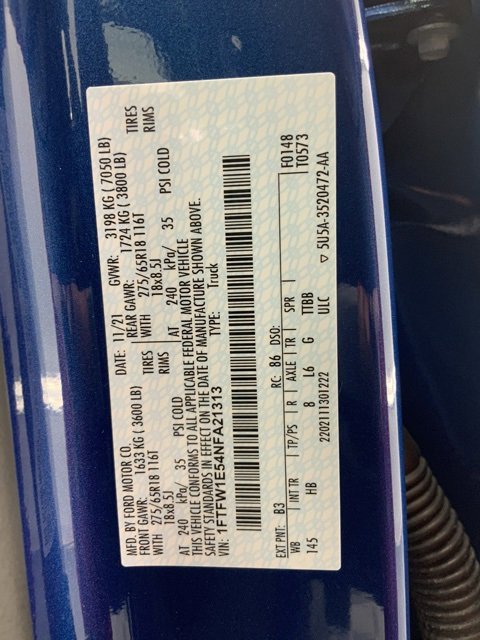 MFD. BY FORD MOTOR CO.
DATE: 11/21 GVWR: 3198 KG ( 7050 LB)
FRONT GAWR: 1633 KG ( 3600 LB)
REAR GAWR: 1724 KG ( 3800 LB)
WITH 275/65R18 116T TIRES
WITH 275/65R18 116T TIRES
18x8.5J RIMS
18x8.5J RIMS
AT 240 kPa/ 35 PSI COLD
AT 240 kPa/ 35 PSI COLD
THIS VEHICLE CONFORMS TO ALL APPLICABLE FEDERAL MOTOR VEHICLE
SAFETY STANDARDS IN EFFECT ON THE DATE OF MANUFACTURE SHOWN ABOVE.
VIN: 1FTFW1E54NFA21313
TYPE: Truck
F0148
T0573
EXT PNT: B3 RC: 86 DSO:
WB INT TR TP/PS R AXLE TR SPR
145 HB B L6 G TTBB
2202111301222 ULC
▽ 5U5A-3520472-AA